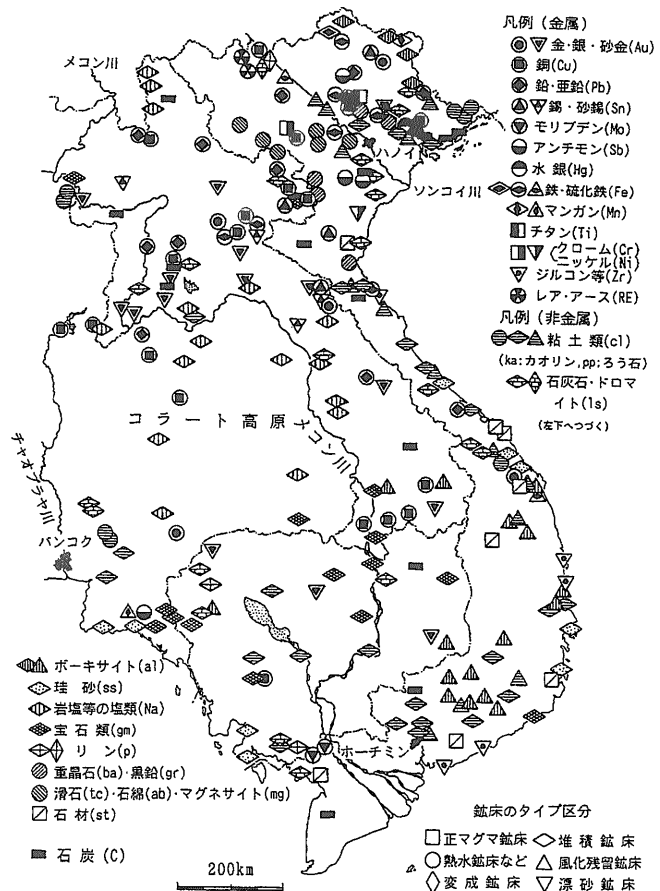 凡例(金属)
金･銀･砂金(Au)
銅(Cu)
鉛･亜鉛(Pb)
錫･砂錫(Sn)
モリブデン(Mo)
アンチモン(Sb)
水銀(Hg)
鉄･硫化鉄(Fe)
マンガン(Mn)
チタン(Ti)
クローム(Cr)
ニッケル(Ni)
ジルコン等(Zr)
レア･アース(RE)
凡例(非金属)
粘土類(cl)
(ka:カオリン,pp;ろう石)
石灰石･ドロマ
イト(ls)
(左下へつづく)
メコン川
ハノイ
ソンコイ川
コラート高原
メコン川
チャオプラヤ川
バンコク
ホーチミン
ボーキサイト(al)
珪砂(ss)
岩塩等の塩類(Na)
宝石類(gm)
リン(p)
重晶石(ba)･黒鉛(gr)
滑石(tc)･石綿(ab)･マグネサイト(mg)
石材(st)
石炭(C)
200km
鉱床のタイプ区分
正マグマ鉱床
堆積鉱床
熱水鉱床など
風化残留鉱床
変成鉱床
漂砂鉱床